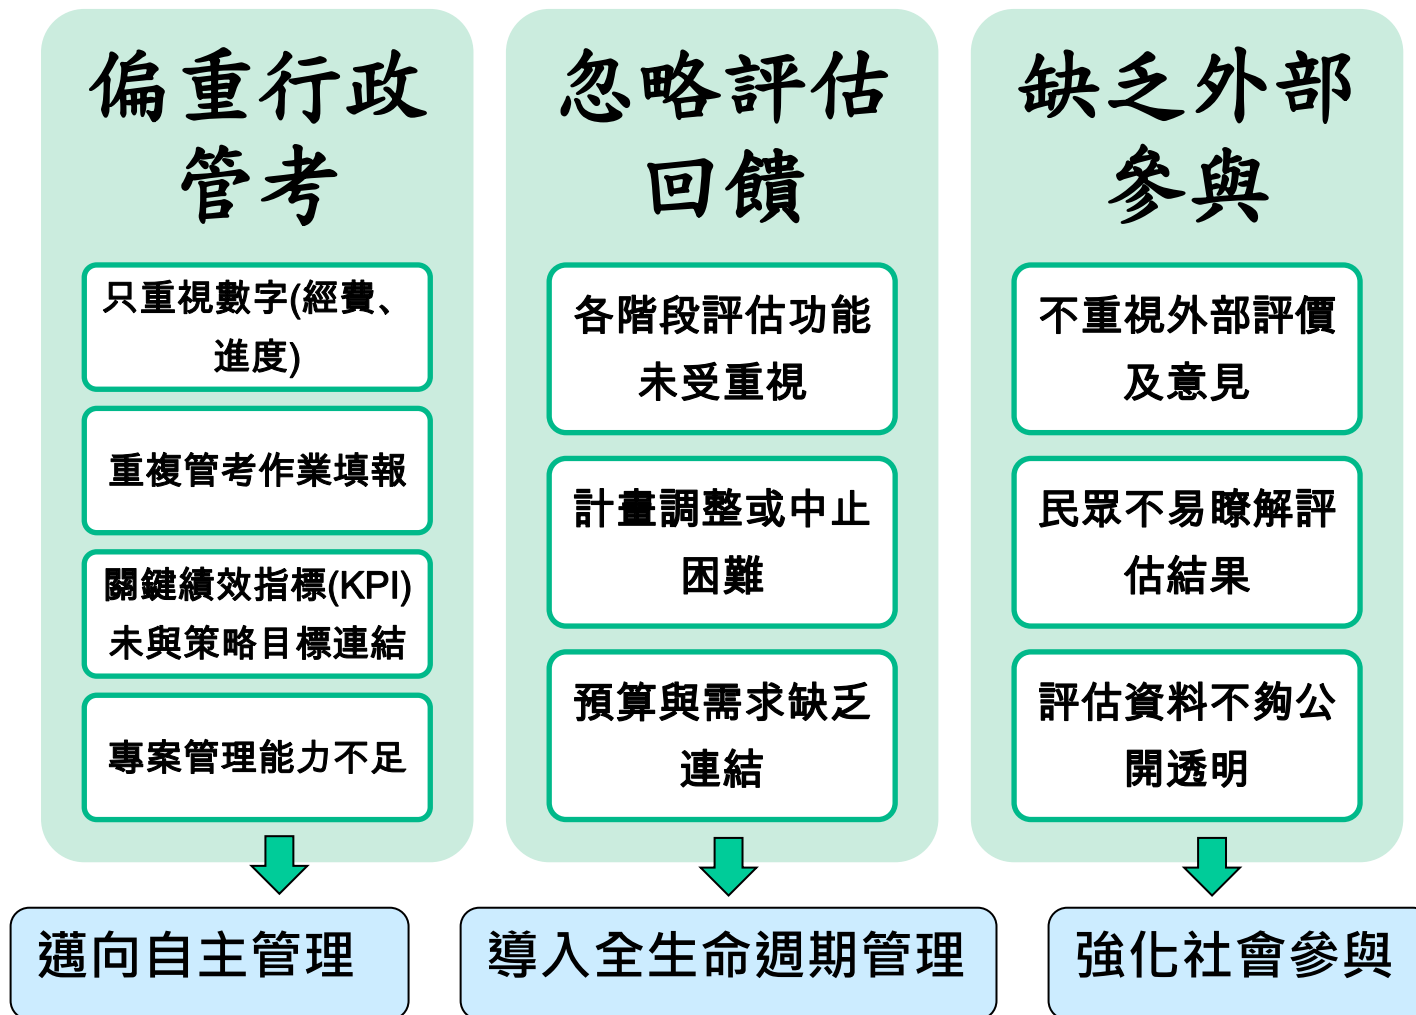 偏重行政
管考
只重視數字(經費、
進度)
重複管考作業填報
關鍵績效指標(KPI)
未與策略目標連結
專案管理能力不足
邁向自主管理
忽略評估
回饋
各階段評估功能
未受重視
計畫調整或中止
困難
預算與需求缺乏
連結
導入全生命週期管理
缺乏外部
參與
不重視外部評價
及意見
民眾不易瞭解評
估結果
評估資料不夠公
開透明
強化社會參與